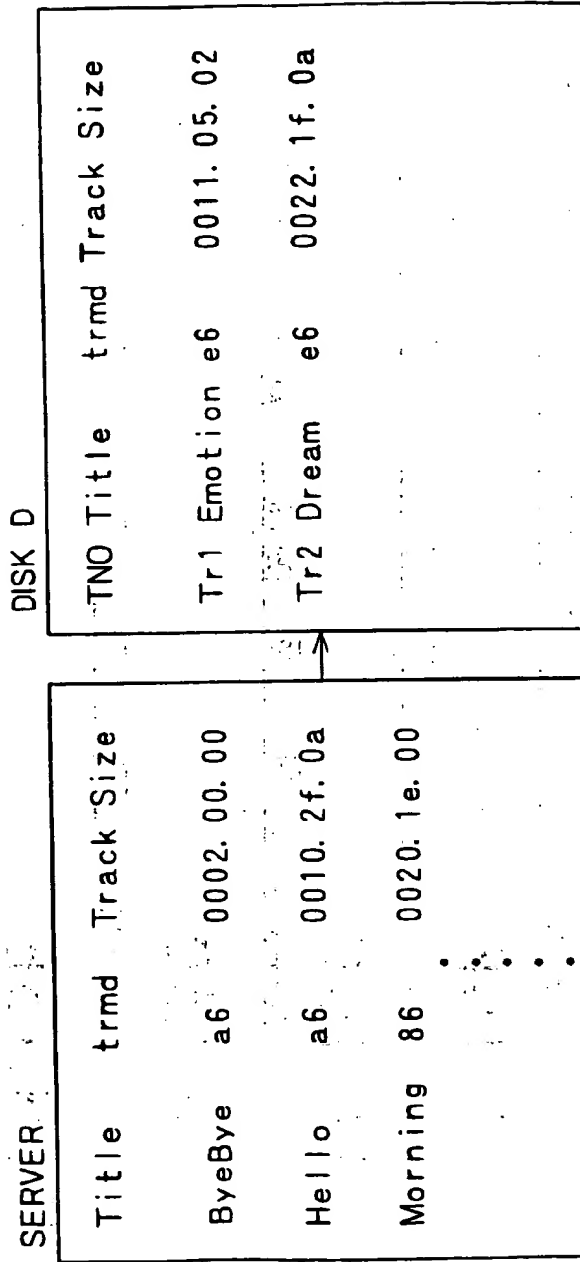 SERVER
Title trmd Track Size
ByeBye a6 0002. 00. 00
Hello a6 0010. 2f. 0a
Morning 86 0020. 1e. 00
DISK D
TNO Title trmd Track Size
Tr1 Emotion e6 0011. 05. 02
Tr2 Dream e6 0022. 1f. 0a